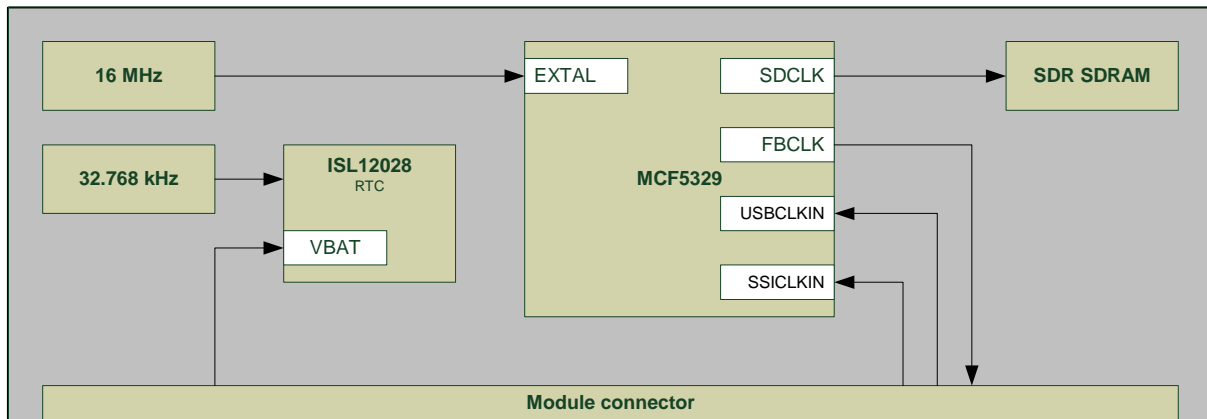 16 MHz
EXTAL
SDCLK
SDR SDRAM
FBCLK
32.768 kHz
ISL12028
RTC
MCF5329
USBCLKIN
VBAT
SSICLKIN
Module connector